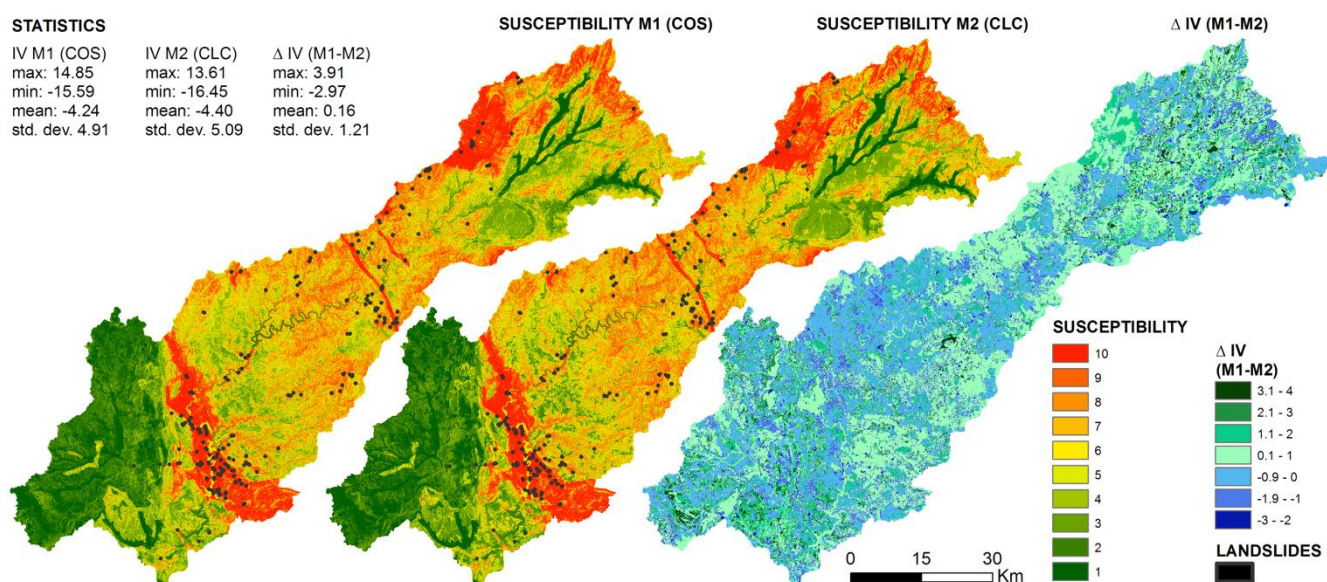 STATISTICS
SUSCEPTIBILITY M1 (COS)
SUSCEPTIBILITY M2 (CLC)
Δ IV (M1-M2)
IV M1 (COS)
max: 14.85
min: -15.59
mean: -4.24
std. dev. 4.91
IV M2 (CLC)
max: 13.61
min: -16.45
mean: -4.40
std. dev. 5.09
Δ IV (M1-M2)
max: 3.91
min: -2.97
mean: 0.16
std. dev. 1.21
SUSCEPTIBILITY
10
9
8
7
6
5
4
3
2
1
Δ IV
(M1-M2)
3.1 - 4
2.1 - 3
1.1 - 2
0.1 - 1
-0.9 - 0
-1.9 - -1
-3 - -2
LANDSLIDES
0 15 30
Km